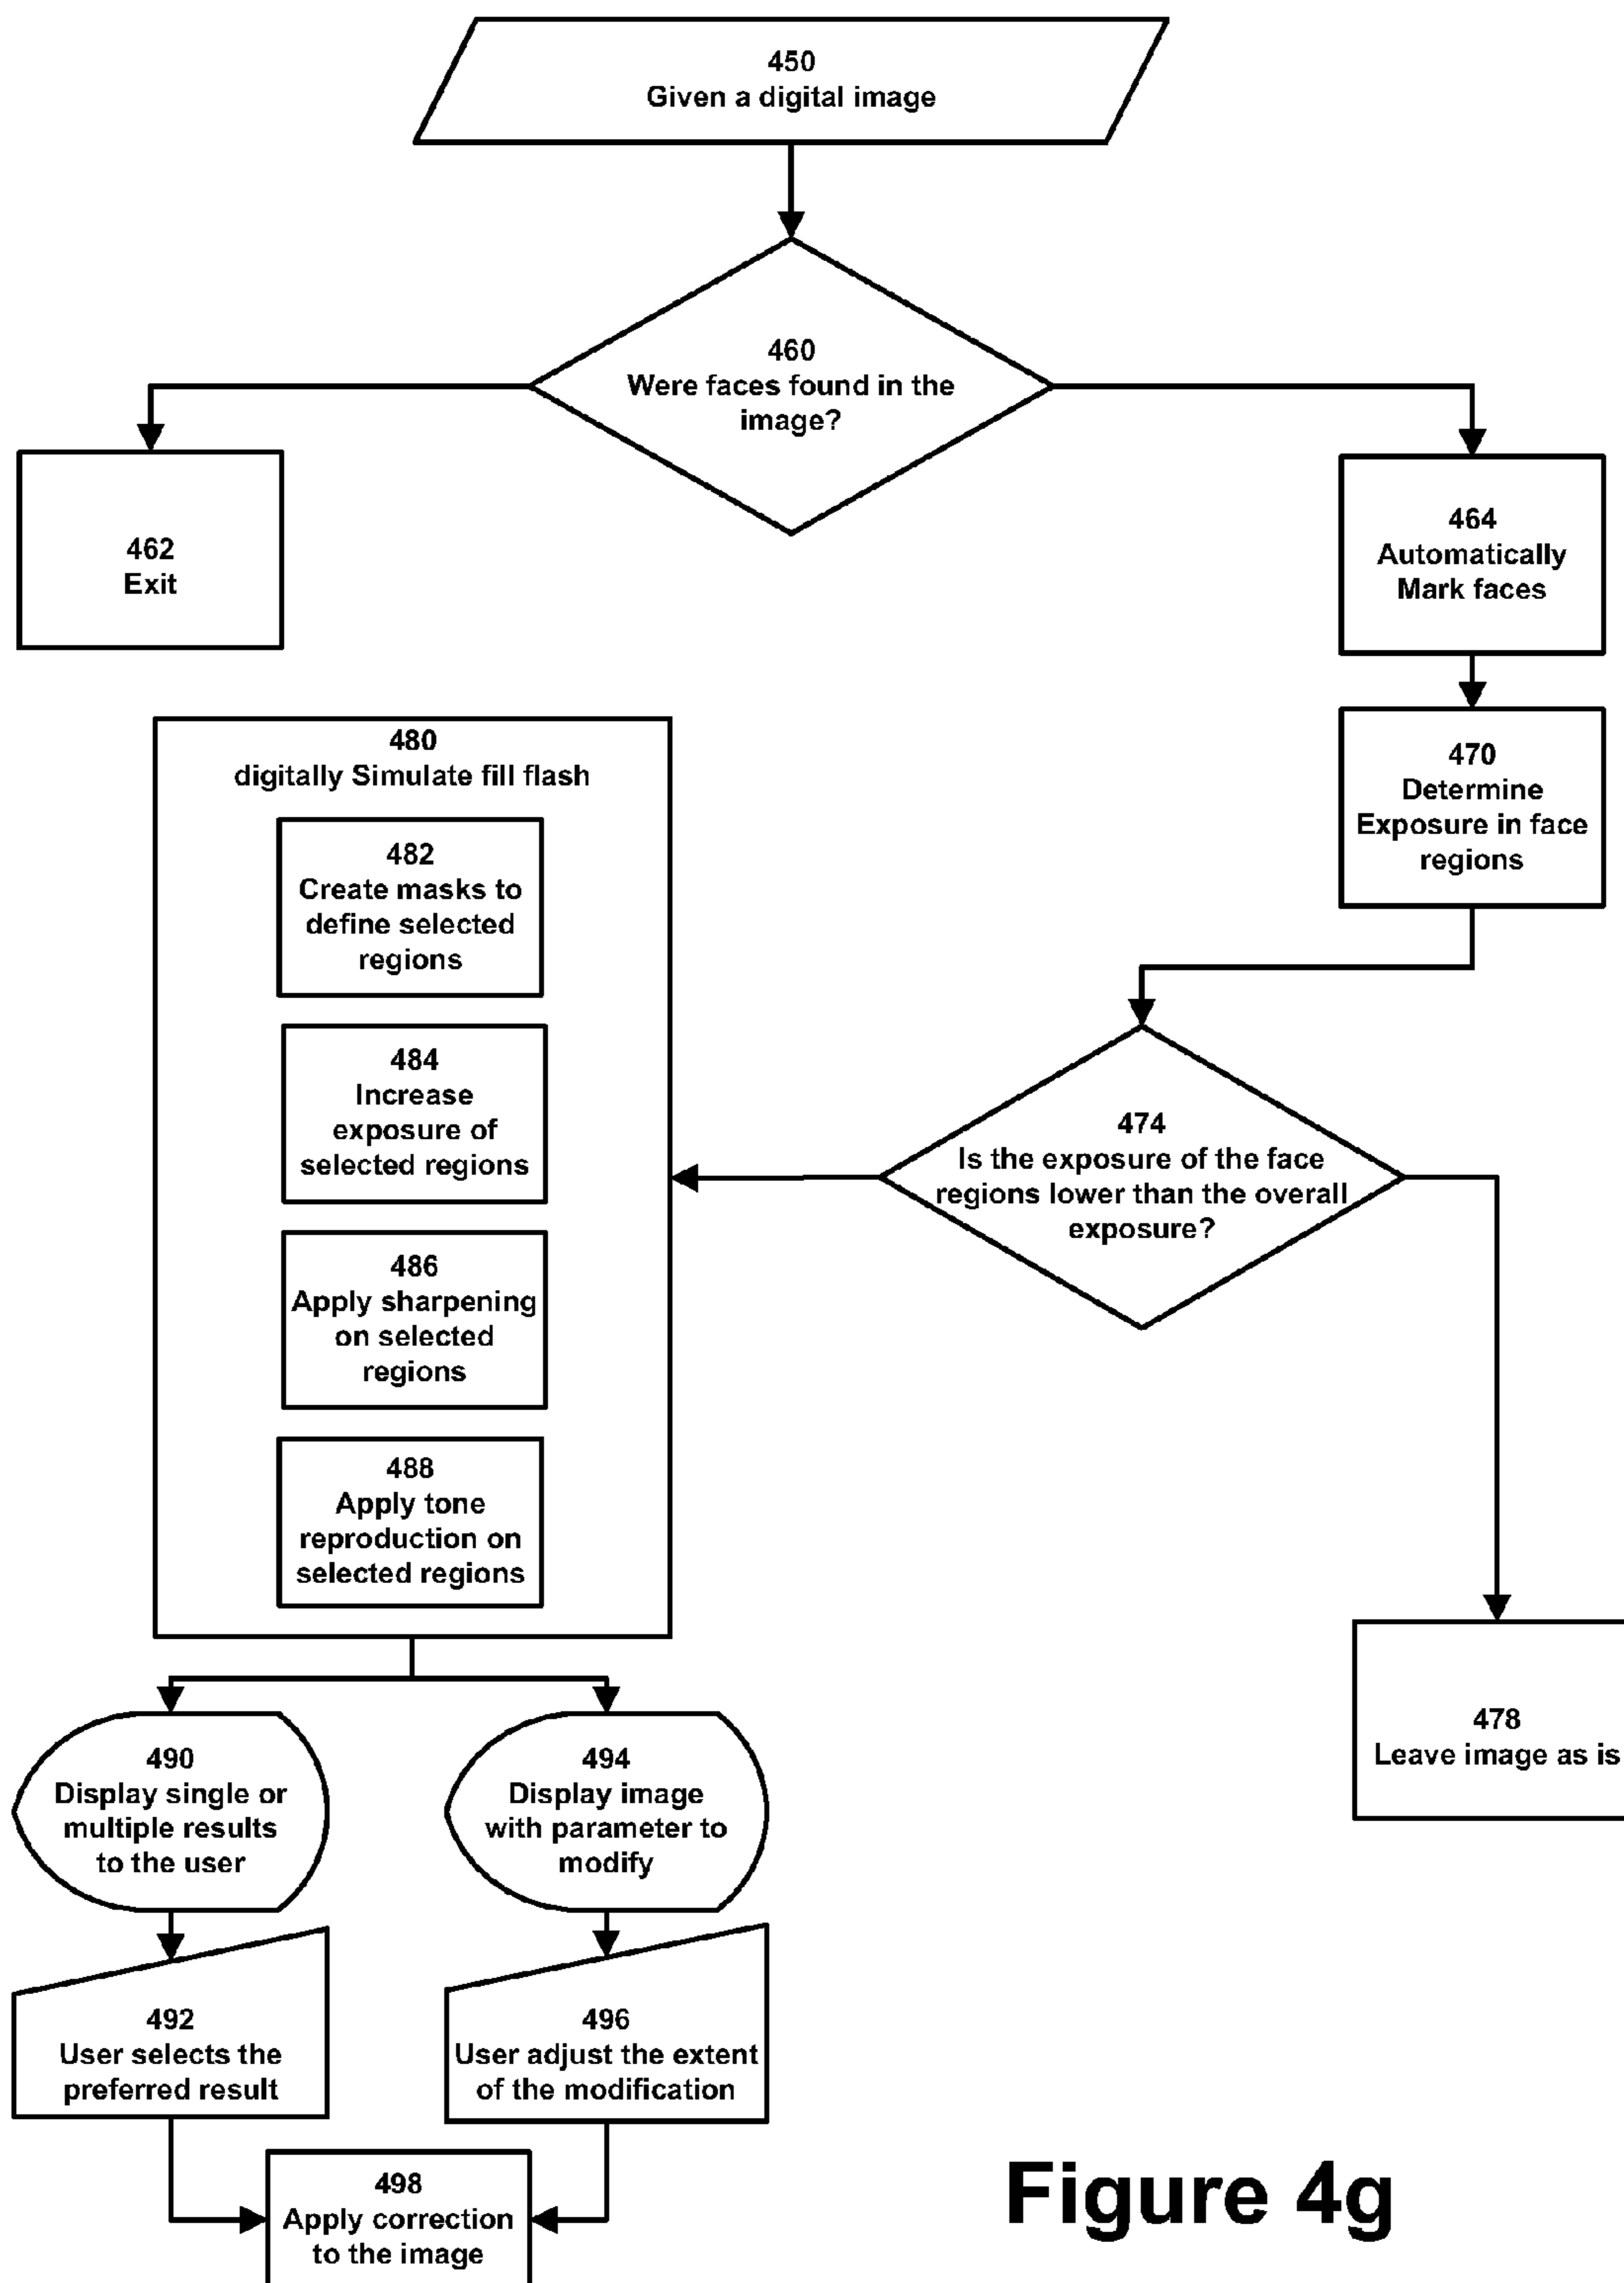 450
Given a digital image
460
Were faces found in the
image?
462
Exit
464
Automatically
Mark faces
470
Determine
Exposure in face
regions
474
Is the exposure of the face
regions lower than the overall
exposure?
478
Leave image as is
480
digitally Simulate fill flash
482
Create masks to
define selected
regions
484
Increase
exposure of
selected regions
486
Apply sharpening
on selected
regions
488
Apply tone
reproduction on
selected regions
490
Display single or
multiple results
to the user
494
Display image
with parameter to
modify
492
User selects the
preferred result
496
User adjust the extent
of the modification
498
Apply correction
to the image
Figure 4g